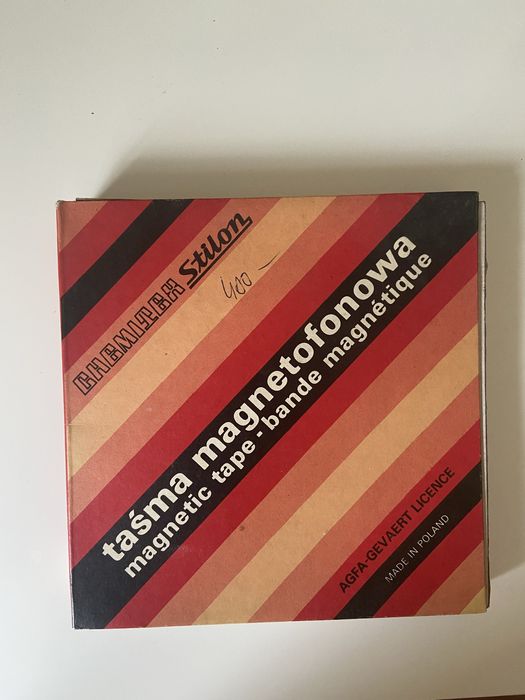 CHEMITEX Stilon
400 —
taśma magnetofonowa
magnetic tape - bande magnétique
AGFA-GEVAERT LICENCE
MADE IN POLAND